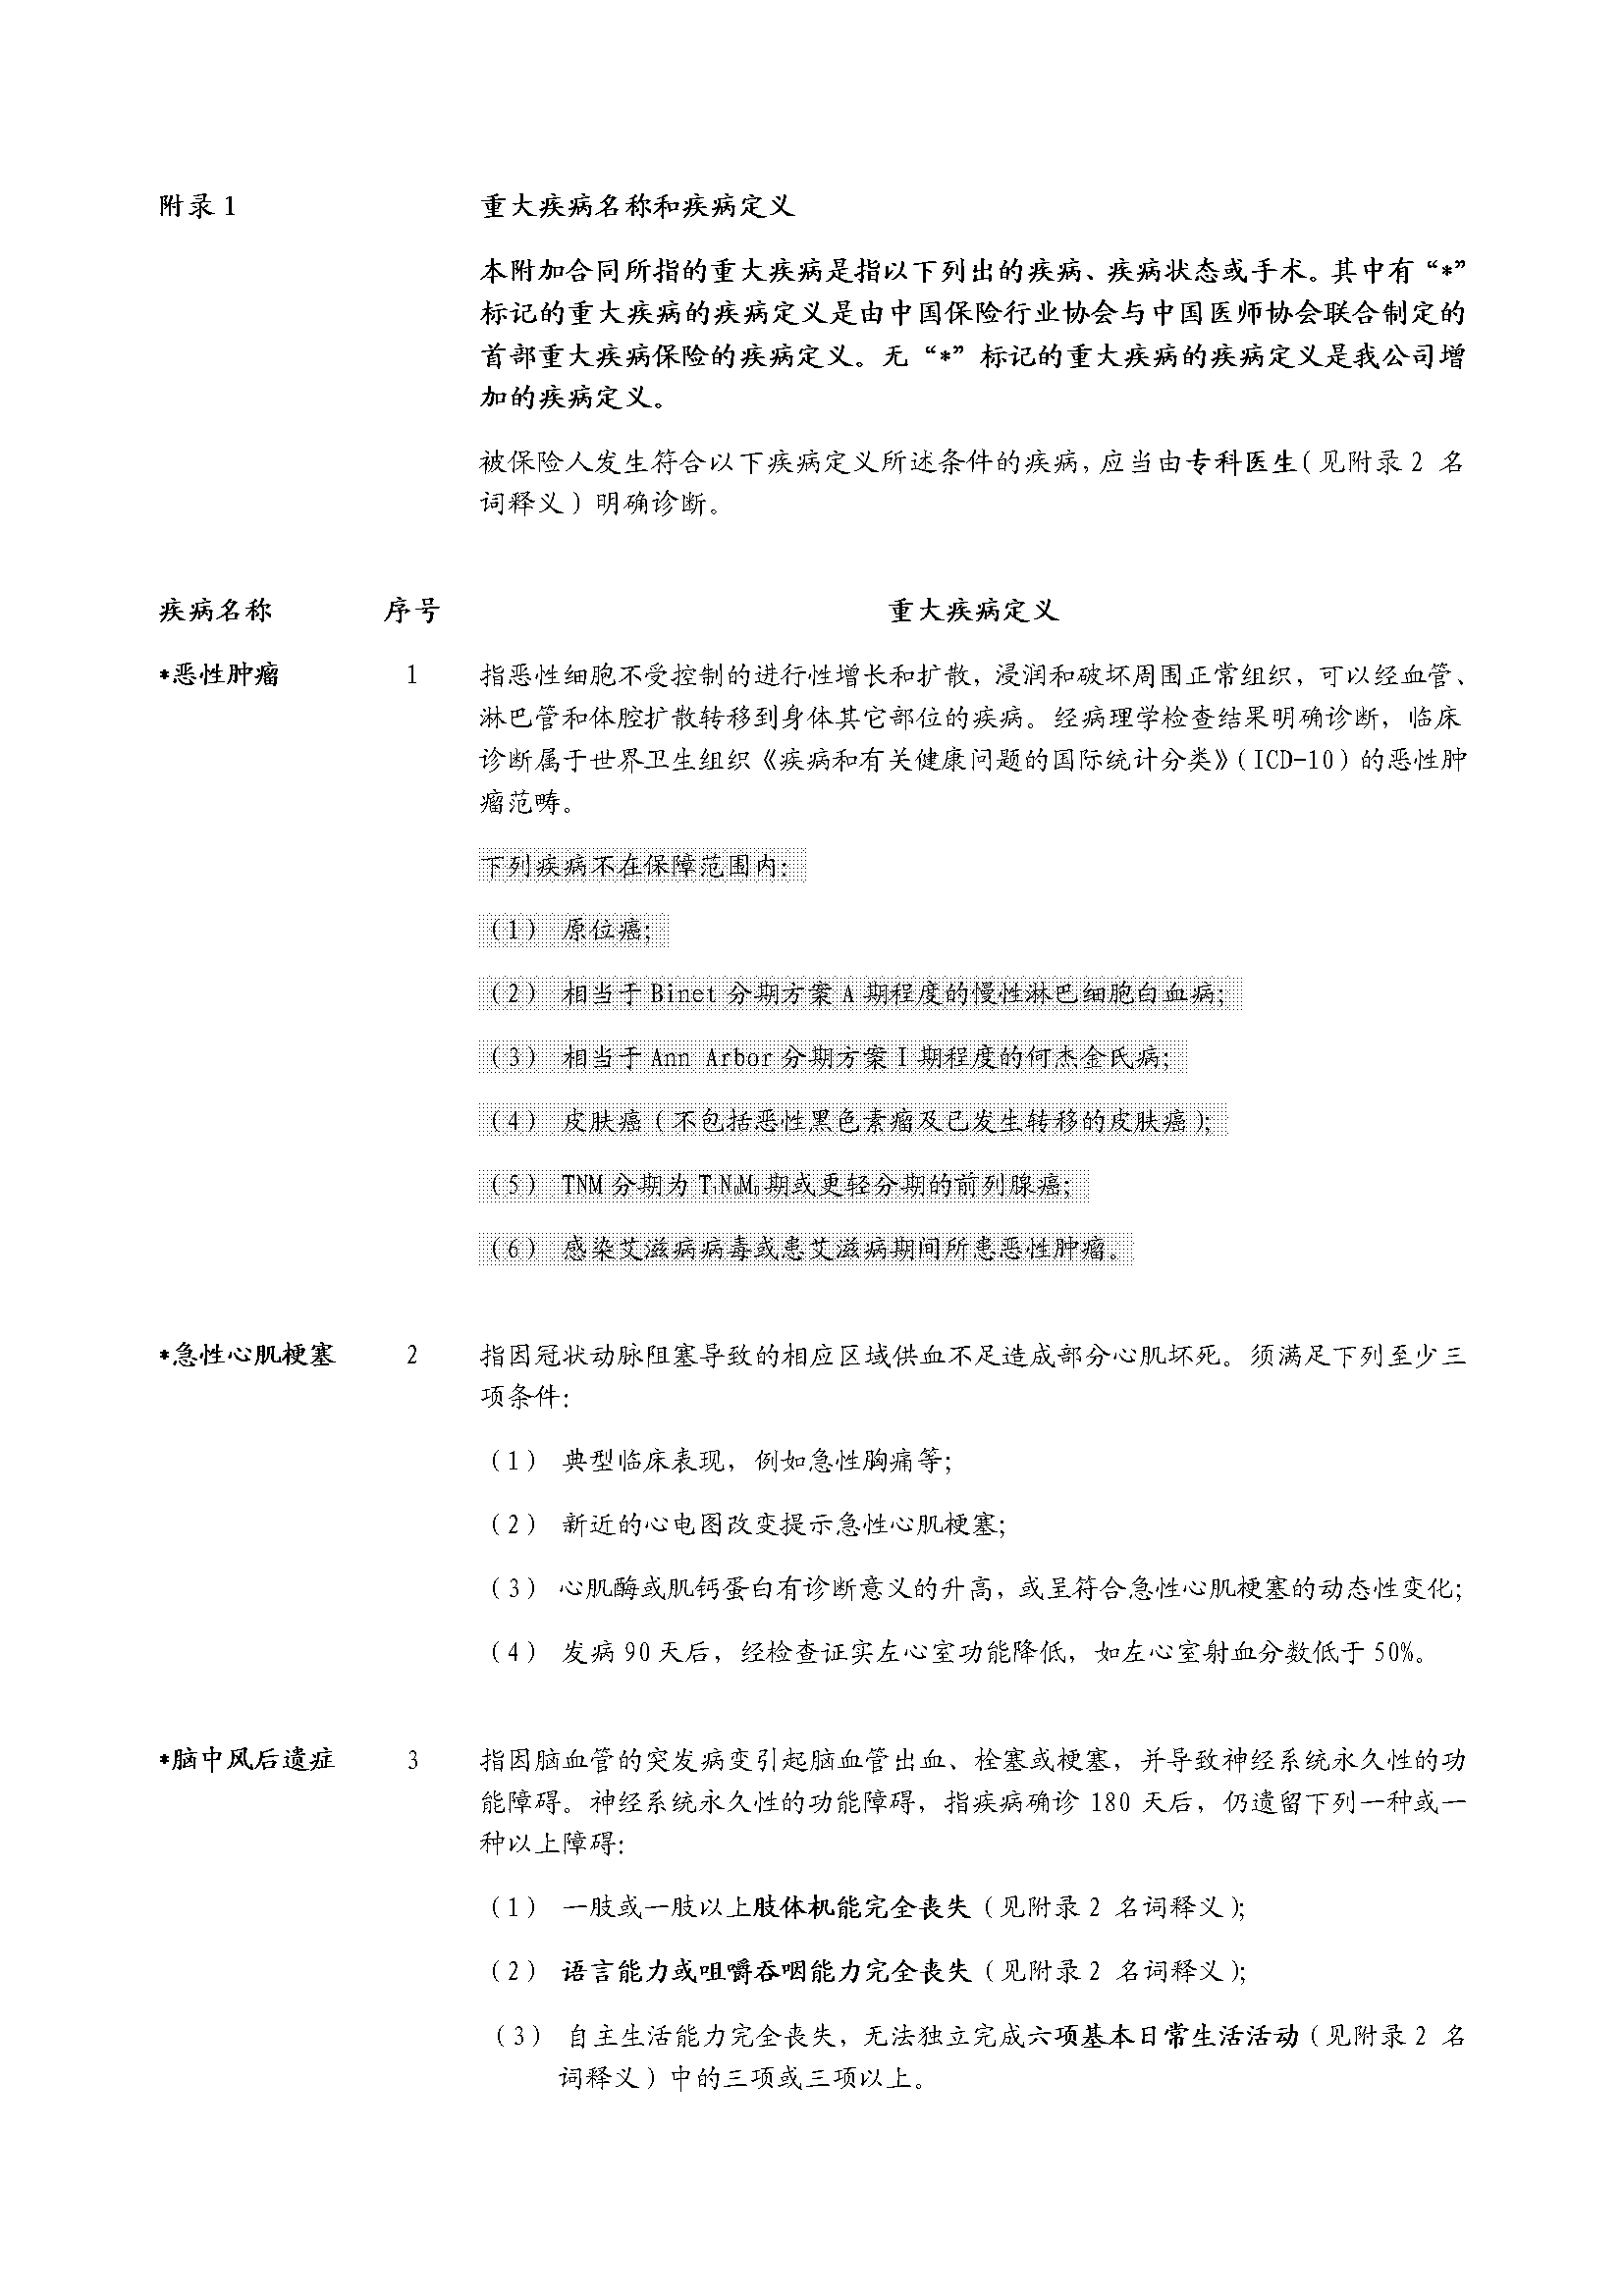 附录1 重大疾病名称和疾病定义
本附加合同所指的重大疾病是指以下列出的疾病、疾病状态或手术。其中有“*”
标记的重大疾病的疾病定义是由中国保险行业协会与中国医师协会联合制定的
首部重大疾病保险的疾病定义。无“*”标记的重大疾病的疾病定义是我公司增
加的疾病定义。
被保险人发生符合以下疾病定义所述条件的疾病，应当由专科医生（见附录2 名
词释义）明确诊断。
疾病名称 序号 重大疾病定义
*恶性肿瘤 1 指恶性细胞不受控制的进行性增长和扩散，浸润和破坏周围正常组织，可以经血管、
淋巴管和体腔扩散转移到身体其它部位的疾病。经病理学检查结果明确诊断，临床
诊断属于世界卫生组织《疾病和有关健康问题的国际统计分类》（ICD-10）的恶性肿
瘤范畴。
下列疾病不在保障范围内：
（1） 原位癌；
（2） 相当于Binet分期方案A期程度的慢性淋巴细胞白血病；
（3） 相当于Ann Arbor分期方案I期程度的何杰金氏病；
（4） 皮肤癌（不包括恶性黑色素瘤及已发生转移的皮肤癌）；
（5） TNM分期为T₁N₀M₀期或更轻分期的前列腺癌；
（6） 感染艾滋病病毒或患艾滋病期间所患恶性肿瘤。
*急性心肌梗塞 2 指因冠状动脉阻塞导致的相应区域供血不足造成部分心肌坏死。须满足下列至少三
项条件：
（1） 典型临床表现，例如急性胸痛等；
（2） 新近的心电图改变提示急性心肌梗塞；
（3） 心肌酶或肌钙蛋白有诊断意义的升高，或呈符合急性心肌梗塞的动态性变化；
（4） 发病90天后，经检查证实左心室功能降低，如左心室射血分数低于50%。
*脑中风后遗症 3 指因脑血管的突发病变引起脑血管出血、栓塞或梗塞，并导致神经系统永久性的功
能障碍。神经系统永久性的功能障碍，指疾病确诊180天后，仍遗留下列一种或一
种以上障碍：
（1） 一肢或一肢以上肢体机能完全丧失（见附录2 名词释义）；
（2） 语言能力或咀嚼吞咽能力完全丧失（见附录2 名词释义）；
（3） 自主生活能力完全丧失，无法独立完成六项基本日常生活活动（见附录2 名
词释义）中的三项或三项以上。